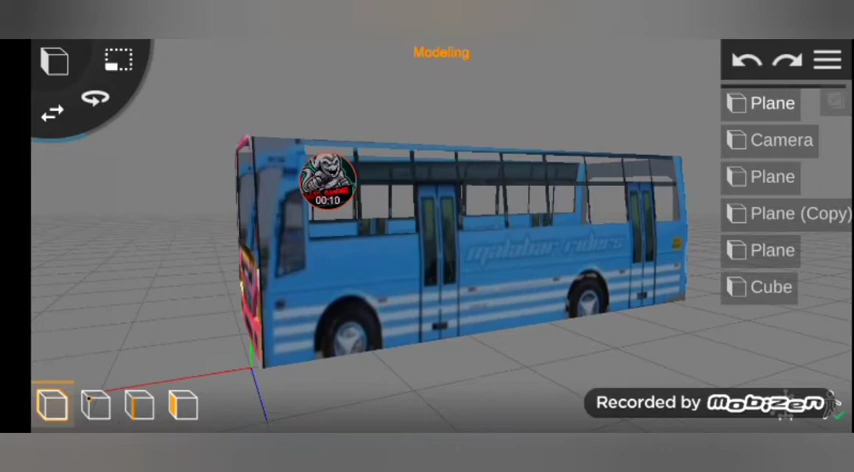 Modeling
Plane
Camera
Plane
Plane (Copy)
Plane
Cube
00:10
malabar riders
Recorded by mobizen